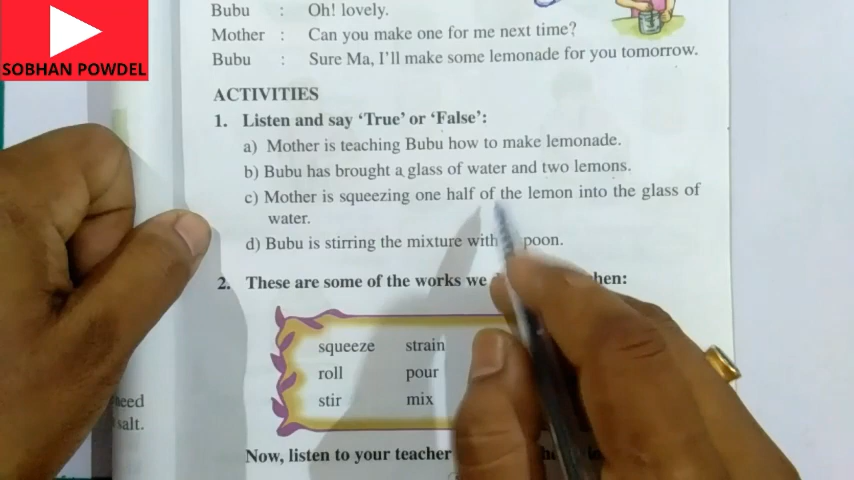 SOBHAN POWDEL
Bubu : Oh! lovely.
Mother : Can you make one for me next time?
Bubu : Sure Ma, I'll make some lemonade for you tomorrow.
ACTIVITIES
1. Listen and say 'True' or 'False':
a) Mother is teaching Bubu how to make lemonade.
b) Bubu has brought a glass of water and two lemons.
c) Mother is squeezing one half of the lemon into the glass of
water.
d) Bubu is stirring the mixture with poon.
2. These are some of the works we hen:
squeeze strain
roll pour
stir mix
eed
salt.
Now, listen to your teacher